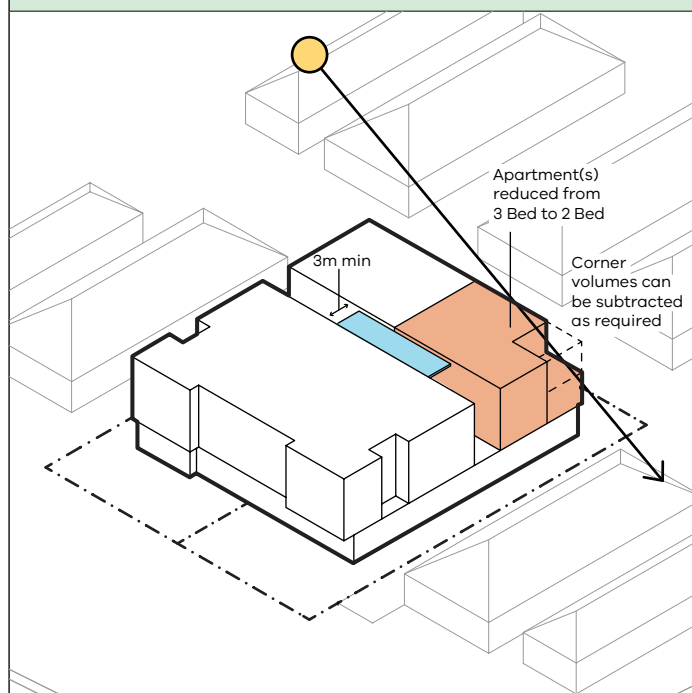 Apartment(s)
reduced from
3 Bed to 2 Bed
3m min
Corner
volumes can
be subtracted
as required